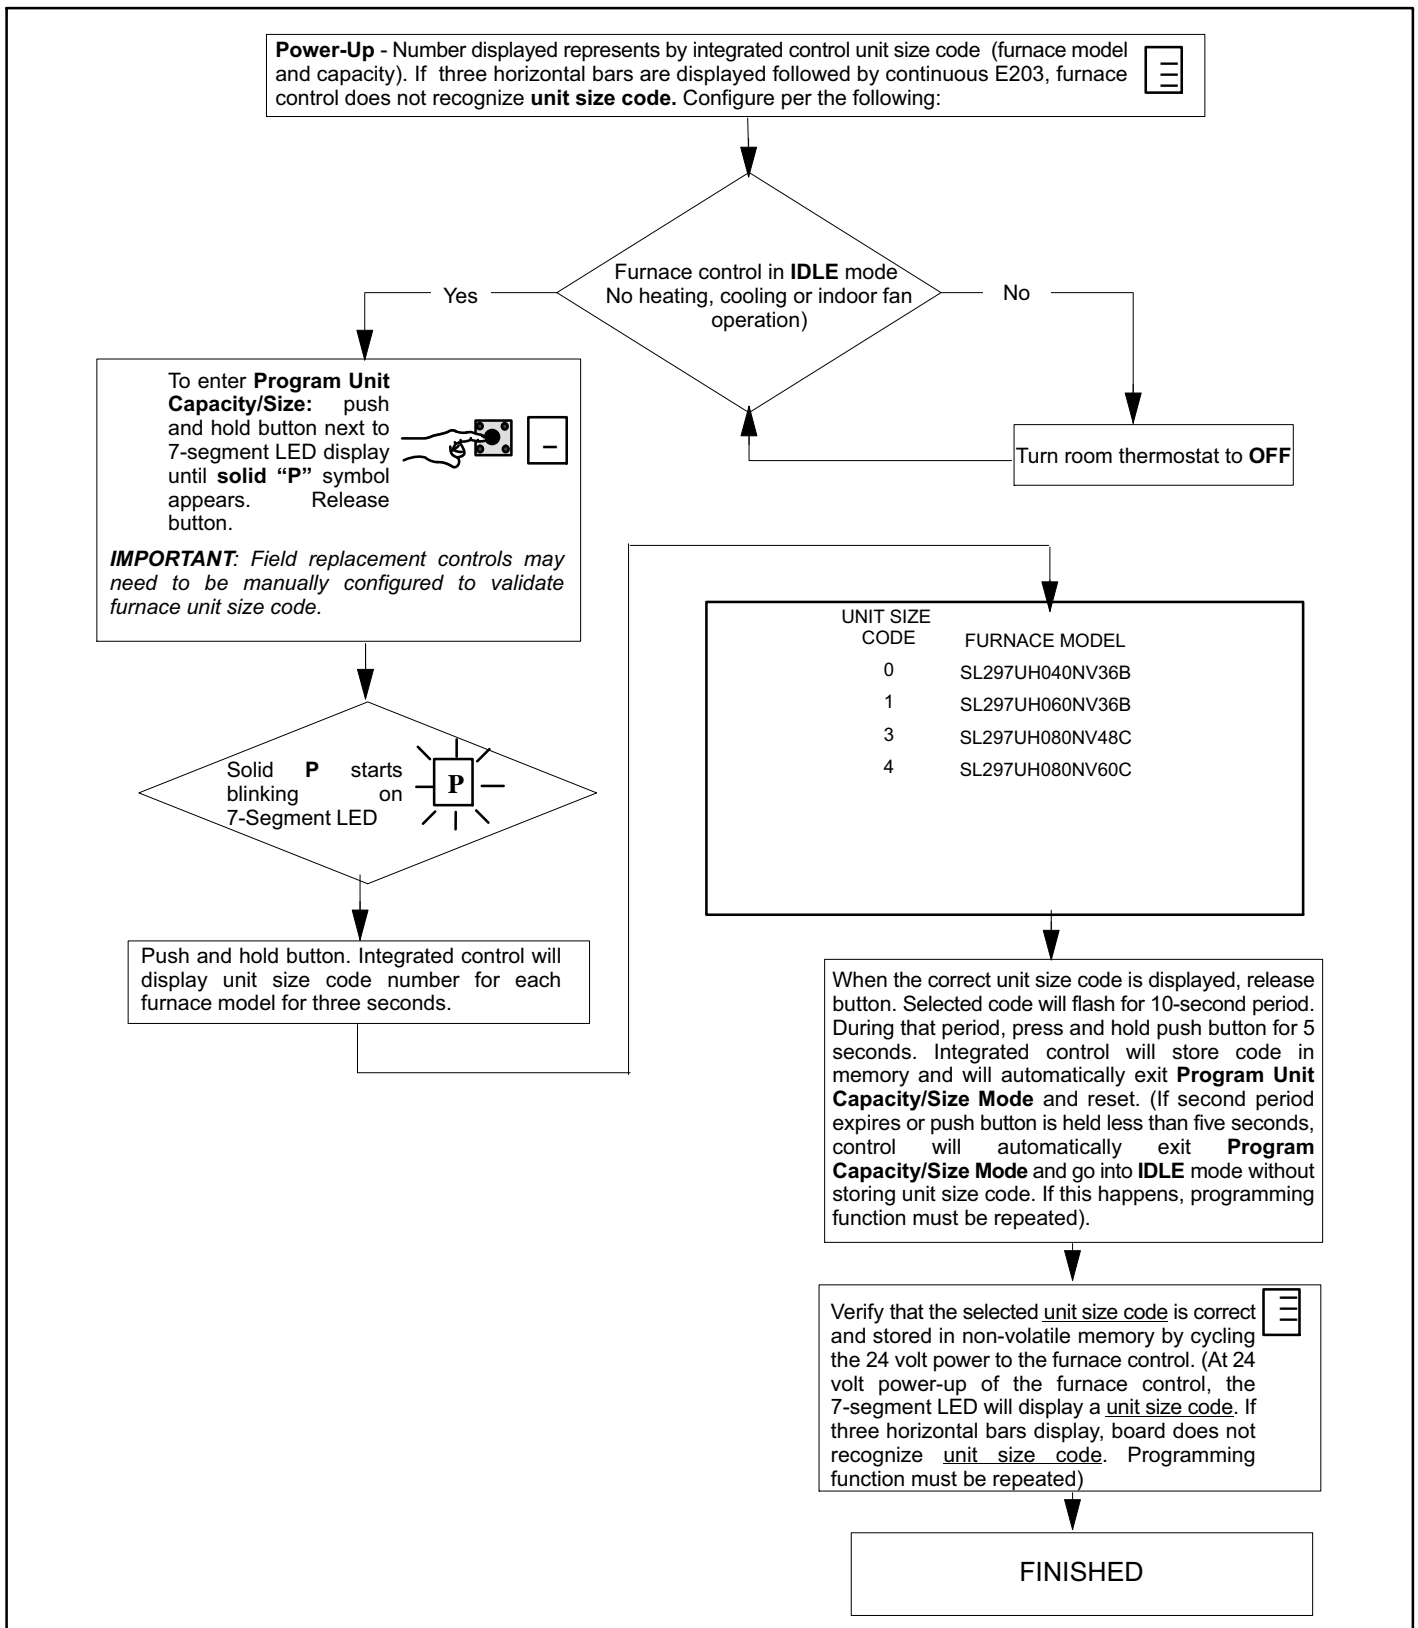 Power-Up - Number displayed represents by integrated control unit size code (furnace model
and capacity). If three horizontal bars are displayed followed by continuous E203, furnace
control does not recognize unit size code. Configure per the following:
Furnace control in IDLE mode
No heating, cooling or indoor fan
operation)
Yes
No
Turn room thermostat to OFF
To enter Program Unit
Capacity/Size: push
and hold button next to
7-segment LED display
until solid “P” symbol
appears. Release
button.
IMPORTANT: Field replacement controls may
need to be manually configured to validate
furnace unit size code.
Solid P starts
blinking on
7-Segment LED
P
Push and hold button. Integrated control will
display unit size code number for each
furnace model for three seconds.
UNIT SIZE
CODE FURNACE MODEL
0 SL297UH040NV36B
1 SL297UH060NV36B
3 SL297UH080NV48C
4 SL297UH080NV60C
When the correct unit size code is displayed, release
button. Selected code will flash for 10-second period.
During that period, press and hold push button for 5
seconds. Integrated control will store code in
memory and will automatically exit Program Unit
Capacity/Size Mode and reset. (If second period
expires or push button is held less than five seconds,
control will automatically exit Program
Capacity/Size Mode and go into IDLE mode without
storing unit size code. If this happens, programming
function must be repeated).
Verify that the selected unit size code is correct
and stored in non-volatile memory by cycling
the 24 volt power to the furnace control. (At 24
volt power-up of the furnace control, the
7-segment LED will display a unit size code. If
three horizontal bars display, board does not
recognize unit size code. Programming
function must be repeated)
FINISHED